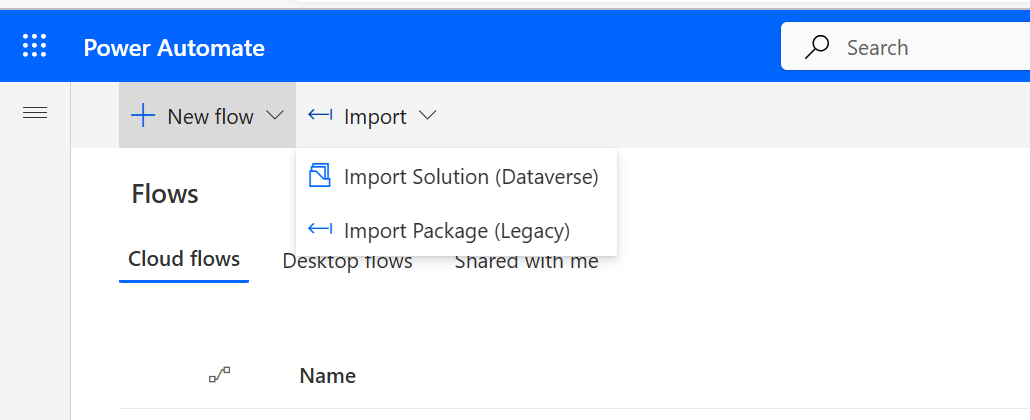 Power Automate
Search
New flow
Import
Import Solution (Dataverse)
Import Package (Legacy)
Flows
Cloud flows
Desktop flows
Shared with me
Name